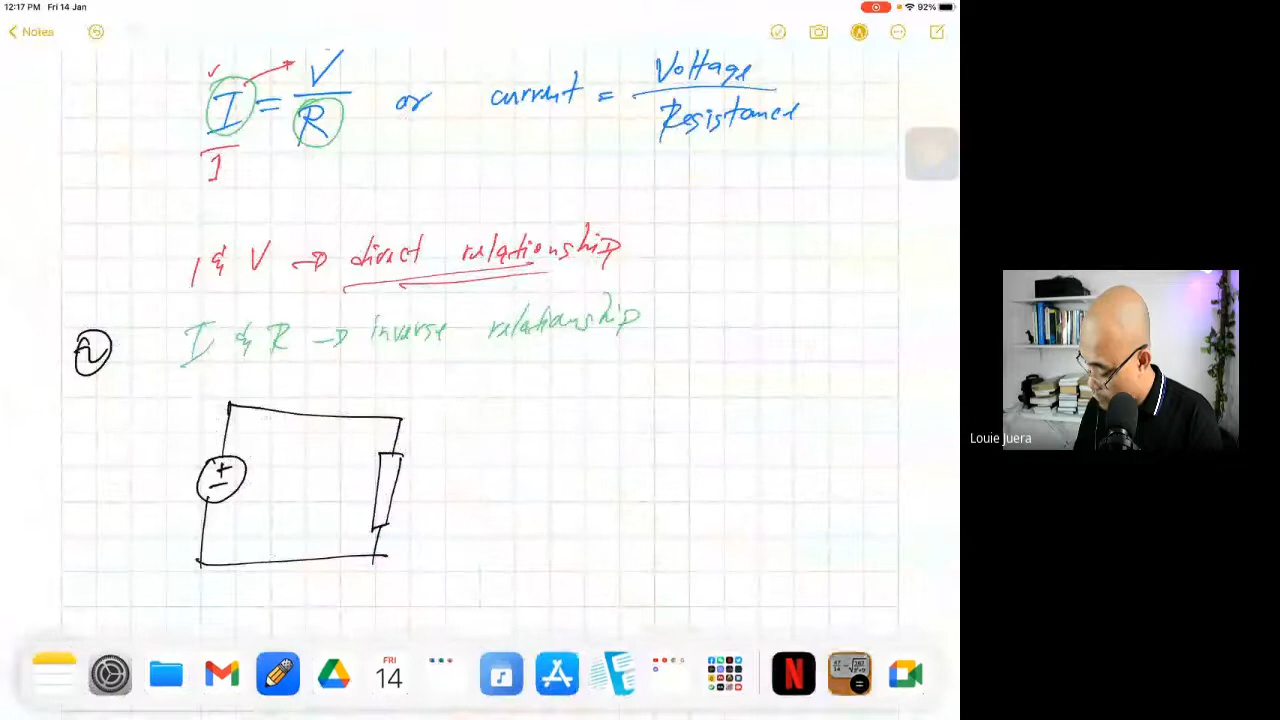 12:17 PM Fri 14 Jan
92%
Notes
I = V / R or current = Voltage / Resistance
I
I & V → direct relationship
I & R → inverse relationship
+
−
Louie Juera
FRI
14
N